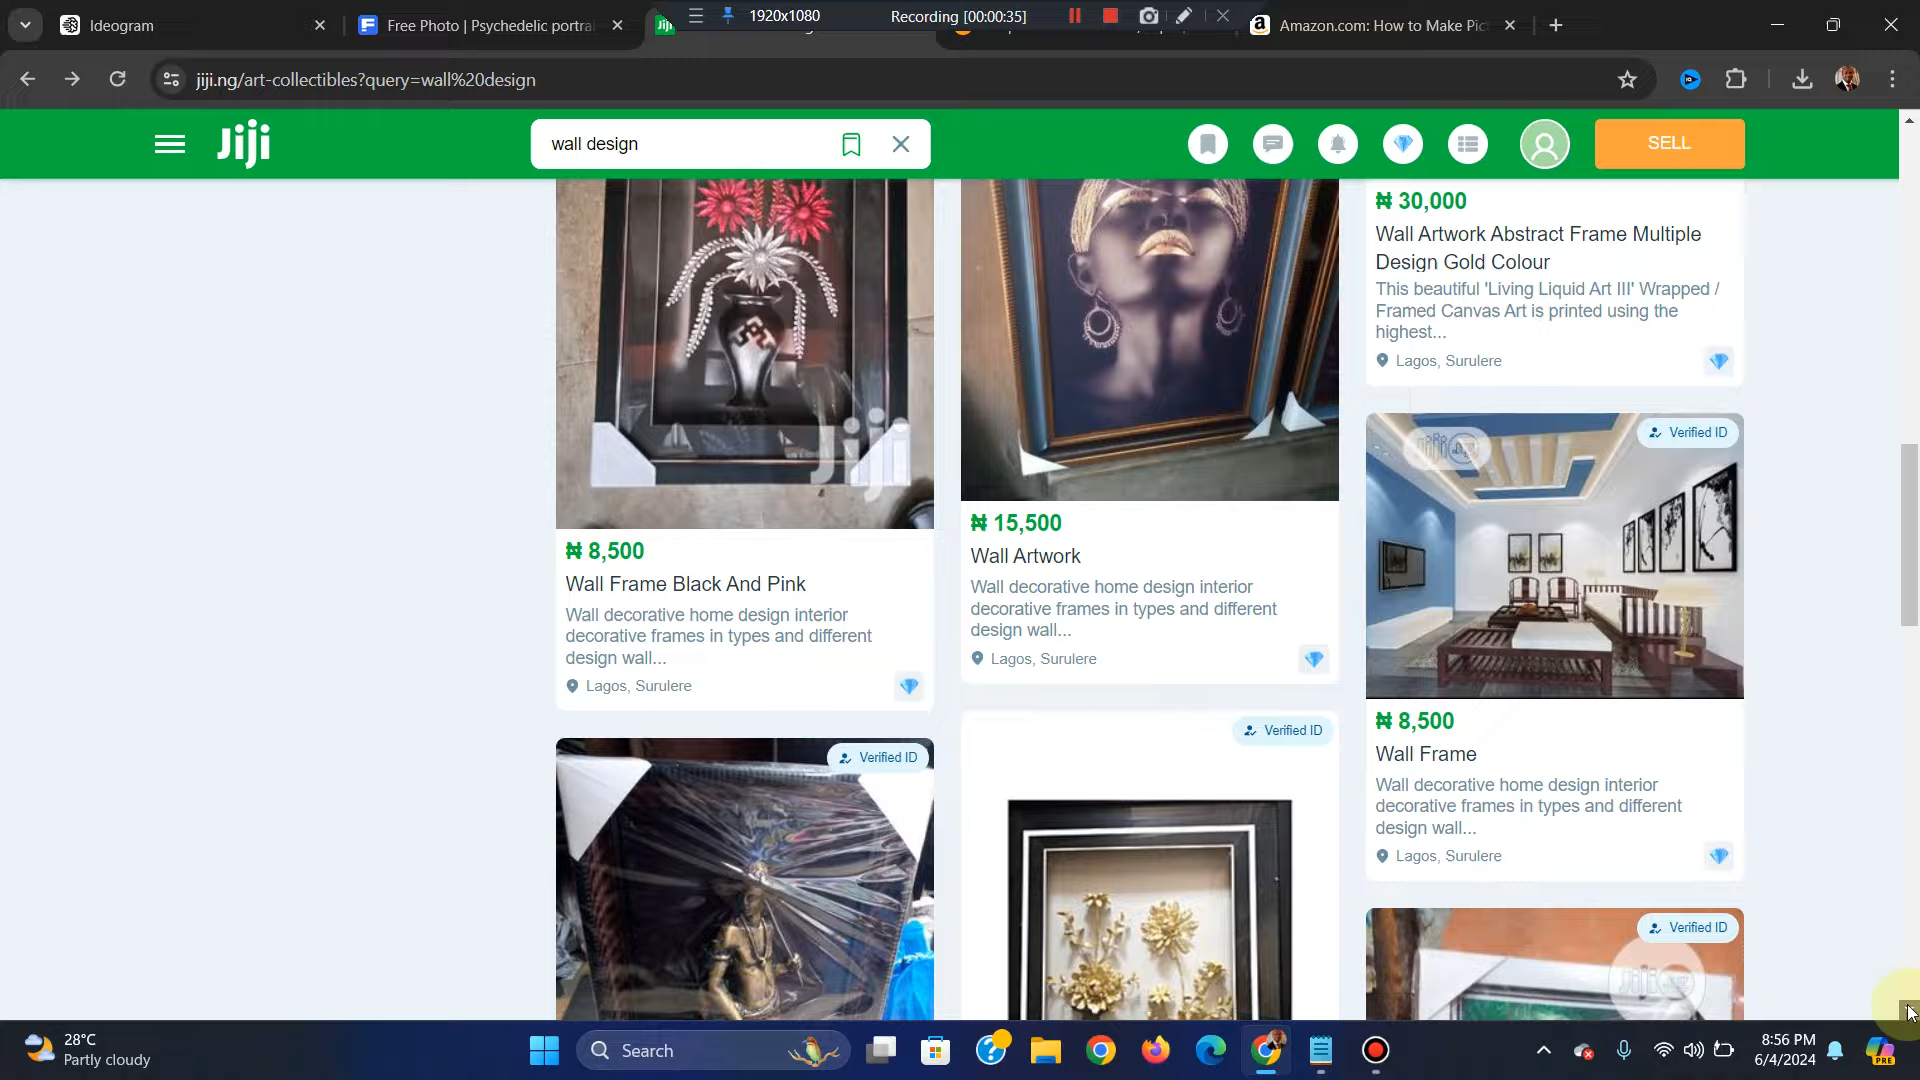 Ideogram
Free Photo | Psychedelic portrai
1920x1080
Recording [00:00:35]
Amazon.com: How to Make Pic
jiji.ng/art-collectibles?query=wall%20design
Jiji
wall design
SELL
Jiji
₦ 8,500
Wall Frame Black And Pink
Wall decorative home design interior
decorative frames in types and different
design wall...
Lagos, Surulere
Verified ID
₦ 15,500
Wall Artwork
Wall decorative home design interior
decorative frames in types and different
design wall...
Lagos, Surulere
Verified ID
₦ 30,000
Wall Artwork Abstract Frame Multiple
Design Gold Colour
This beautiful 'Living Liquid Art III' Wrapped /
Framed Canvas Art is printed using the
highest...
Lagos, Surulere
Verified ID
₦ 8,500
Wall Frame
Wall decorative home design interior
decorative frames in types and different
design wall...
Lagos, Surulere
Verified ID
28°C
Partly cloudy
Search
8:56 PM
6/4/2024
PRE